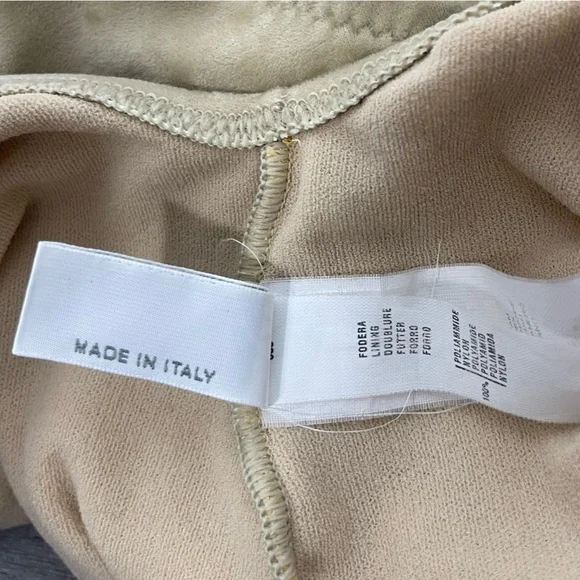 MADE IN ITALY
FODERA
LINING
DOUBLURE
FUTTER
FORRO
FORRO
100%
POLIAMMIDE
NYLON
POLYAMIDE
POLYAMID
POLIAMIDA
NYLON